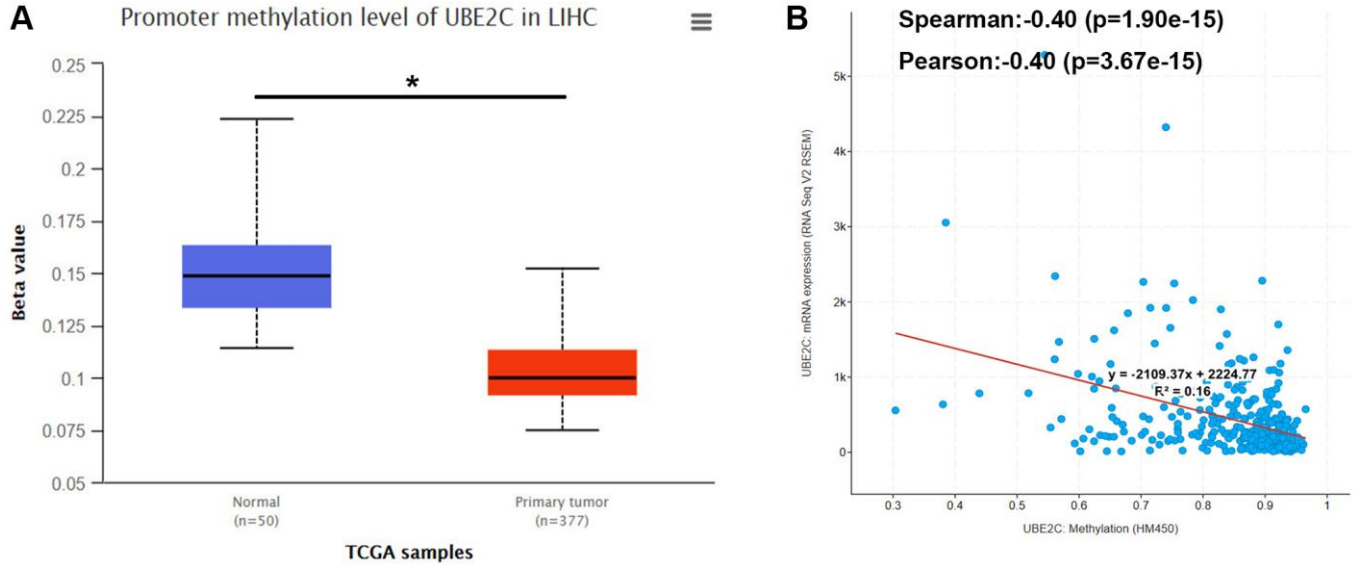 A
Promoter methylation level of UBE2C in LIHC
0.25
0.225
0.2
0.175
0.15
0.125
0.1
0.075
0.05
Beta value
*
Normal
(n=50)
Primary tumor
(n=377)
TCGA samples
B
Spearman:-0.40 (p=1.90e-15)
Pearson:-0.40 (p=3.67e-15)
5k
4k
3k
2k
1k
0
UBE2C: mRNA expression (RNA Seq V2 RSEM)
y = -2109.37x + 2224.77
R² = 0.16
0.3
0.4
0.5
0.6
0.7
0.8
0.9
1
UBE2C: Methylation (HM450)